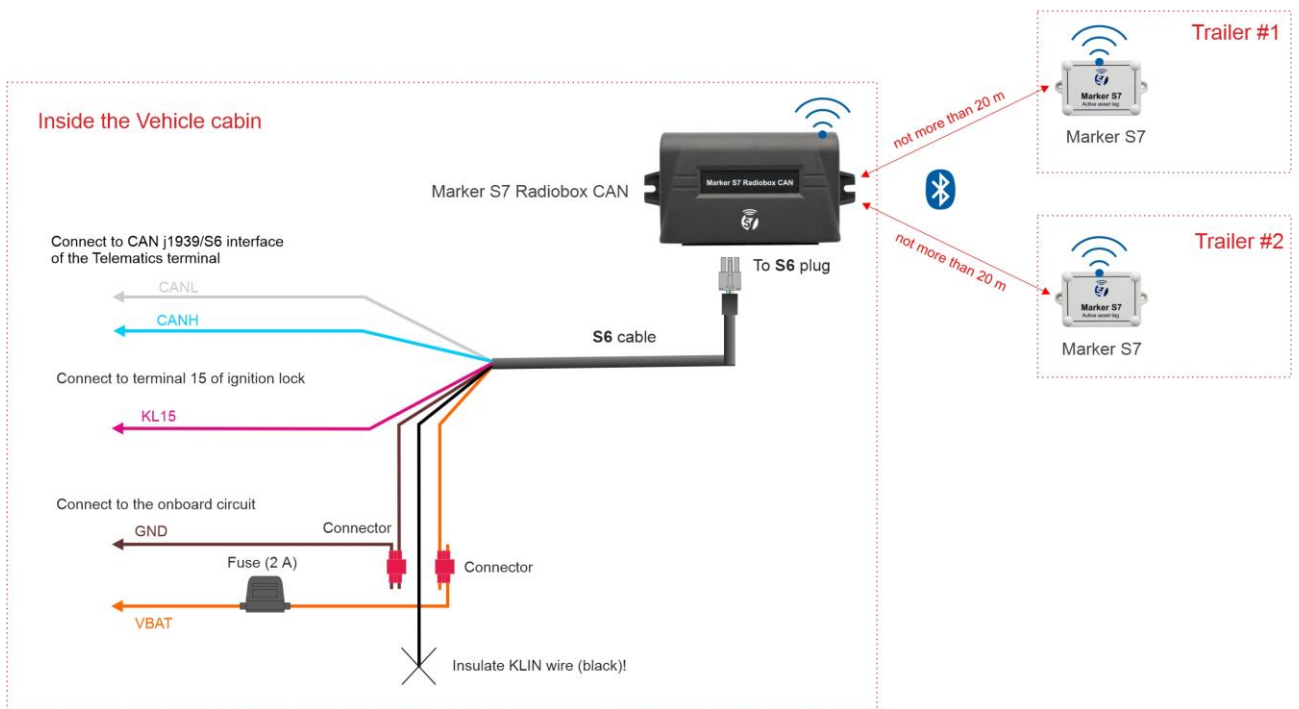 Trailer #1
Marker S7
Active asset tag
Marker S7
not more than 20 m
Inside the Vehicle cabin
Marker S7 Radiobox CAN
Marker S7 Radiobox CAN
S7
Trailer #2
Marker S7
Active asset tag
Marker S7
not more than 20 m
Connect to CAN j1939/S6 interface
of the Telematics terminal
To S6 plug
CANL
CANH
S6 cable
Connect to terminal 15 of ignition lock
KL15
Connect to the onboard circuit
GND
Connector
Fuse (2 A)
Connector
VBAT
Insulate KLIN wire (black)!